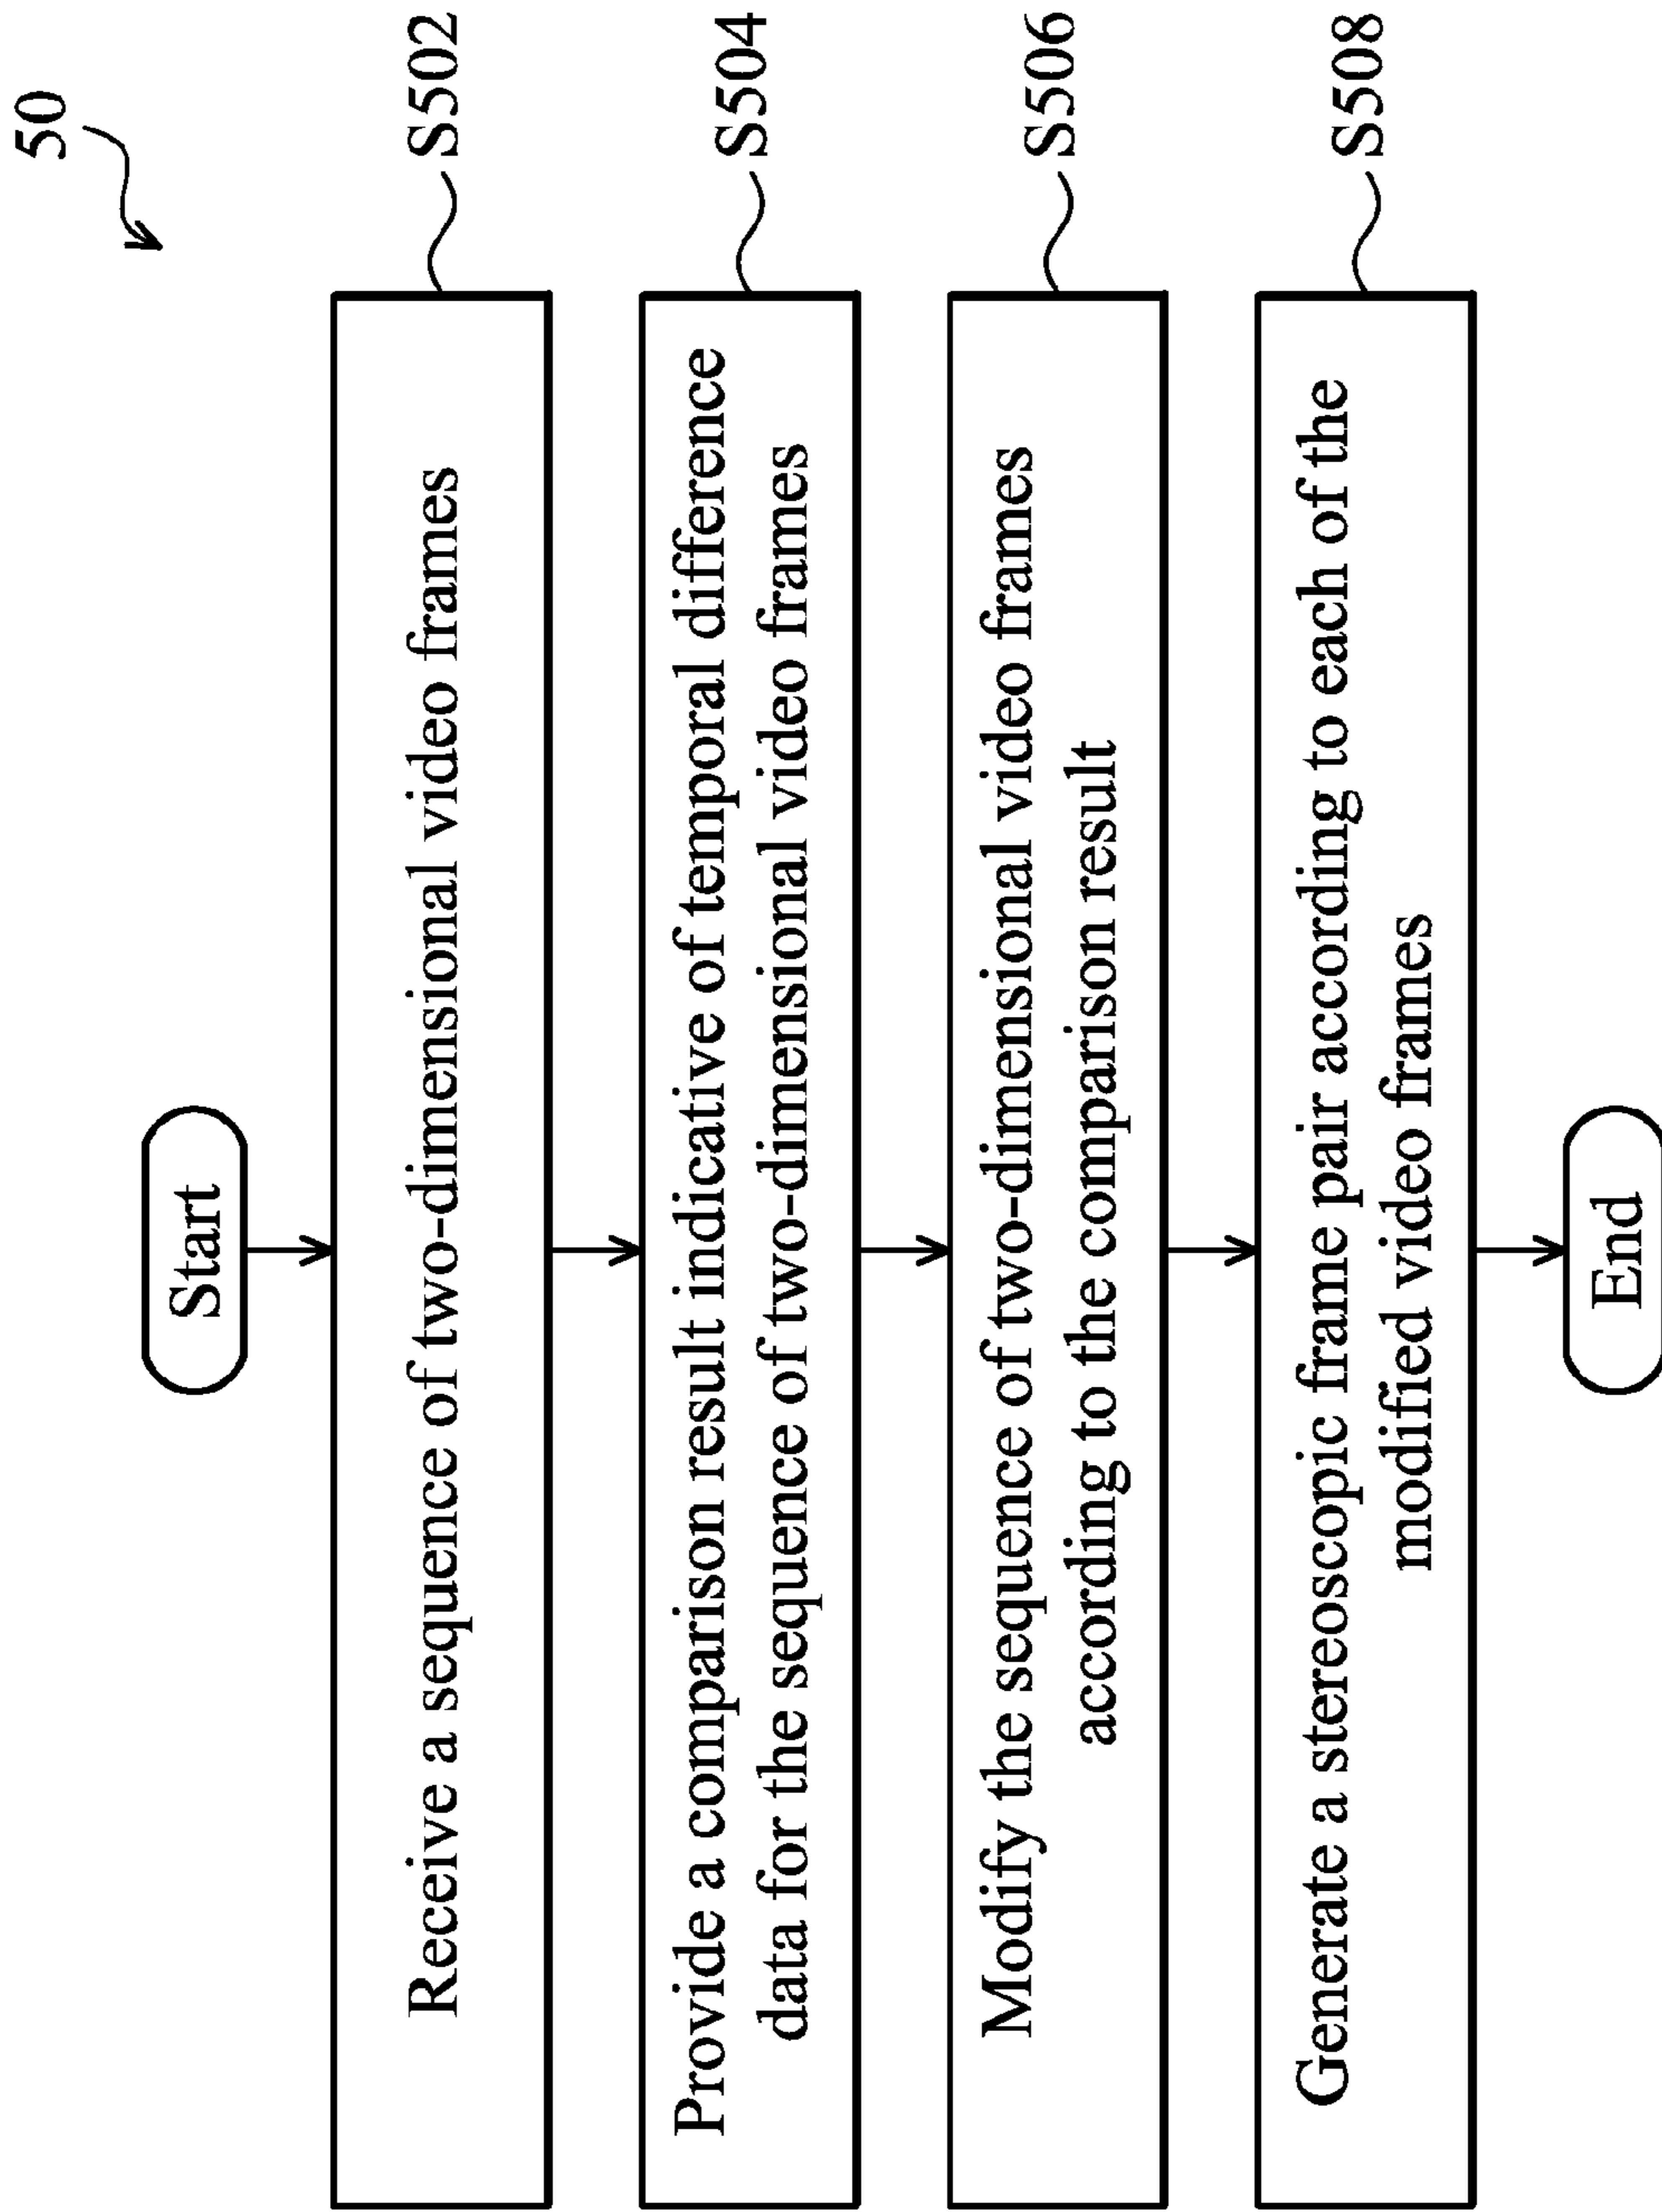 50
Start
Receive a sequence of two-dimensional video frames
S502
Provide a comparison result indicative of temporal difference
data for the sequence of two-dimensional video frames
S504
Modify the sequence of two-dimensional video frames
according to the comparison result
S506
Generate a stereoscopic frame pair according to each of the
modified video frames
S508
End